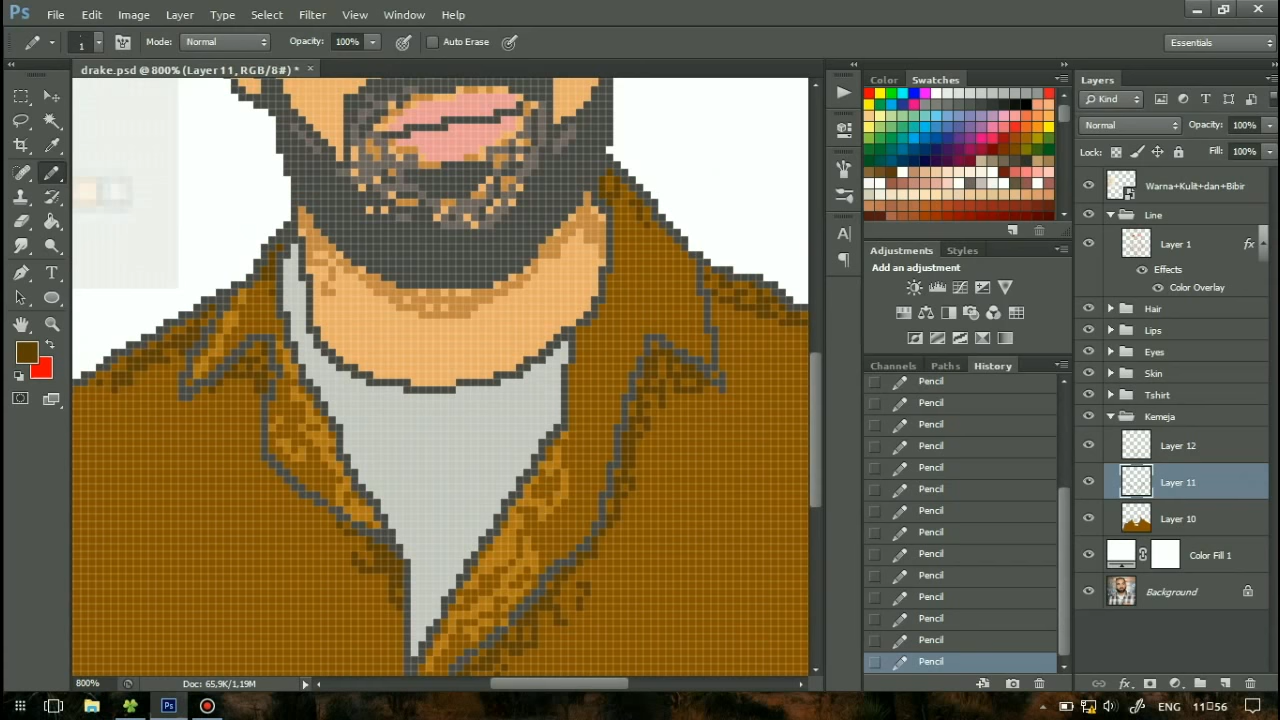 Ps File Edit Image Layer Type Select Filter View Window Help
1 Mode: Normal Opacity: 100% Auto Erase Essentials
drake.psd @ 800% (Layer 11, RGB/8#) * ×
Color Swatches
Adjustments Styles
Add an adjustment
Channels Paths History
Pencil
Pencil
Pencil
Pencil
Pencil
Pencil
Pencil
Pencil
Pencil
Pencil
Pencil
Pencil
Pencil
Pencil
Layers
Kind
Normal Opacity: 100%
Lock: Fill: 100%
Warna+Kulit+dan+Bibir
Line
Layer 1 fx
Effects
Color Overlay
Hair
Lips
Eyes
Skin
Tshirt
Kemeja
Layer 12
Layer 11
Layer 10
Color Fill 1
Background
800% Doc: 65,9K/1,19M
ENG 11 56